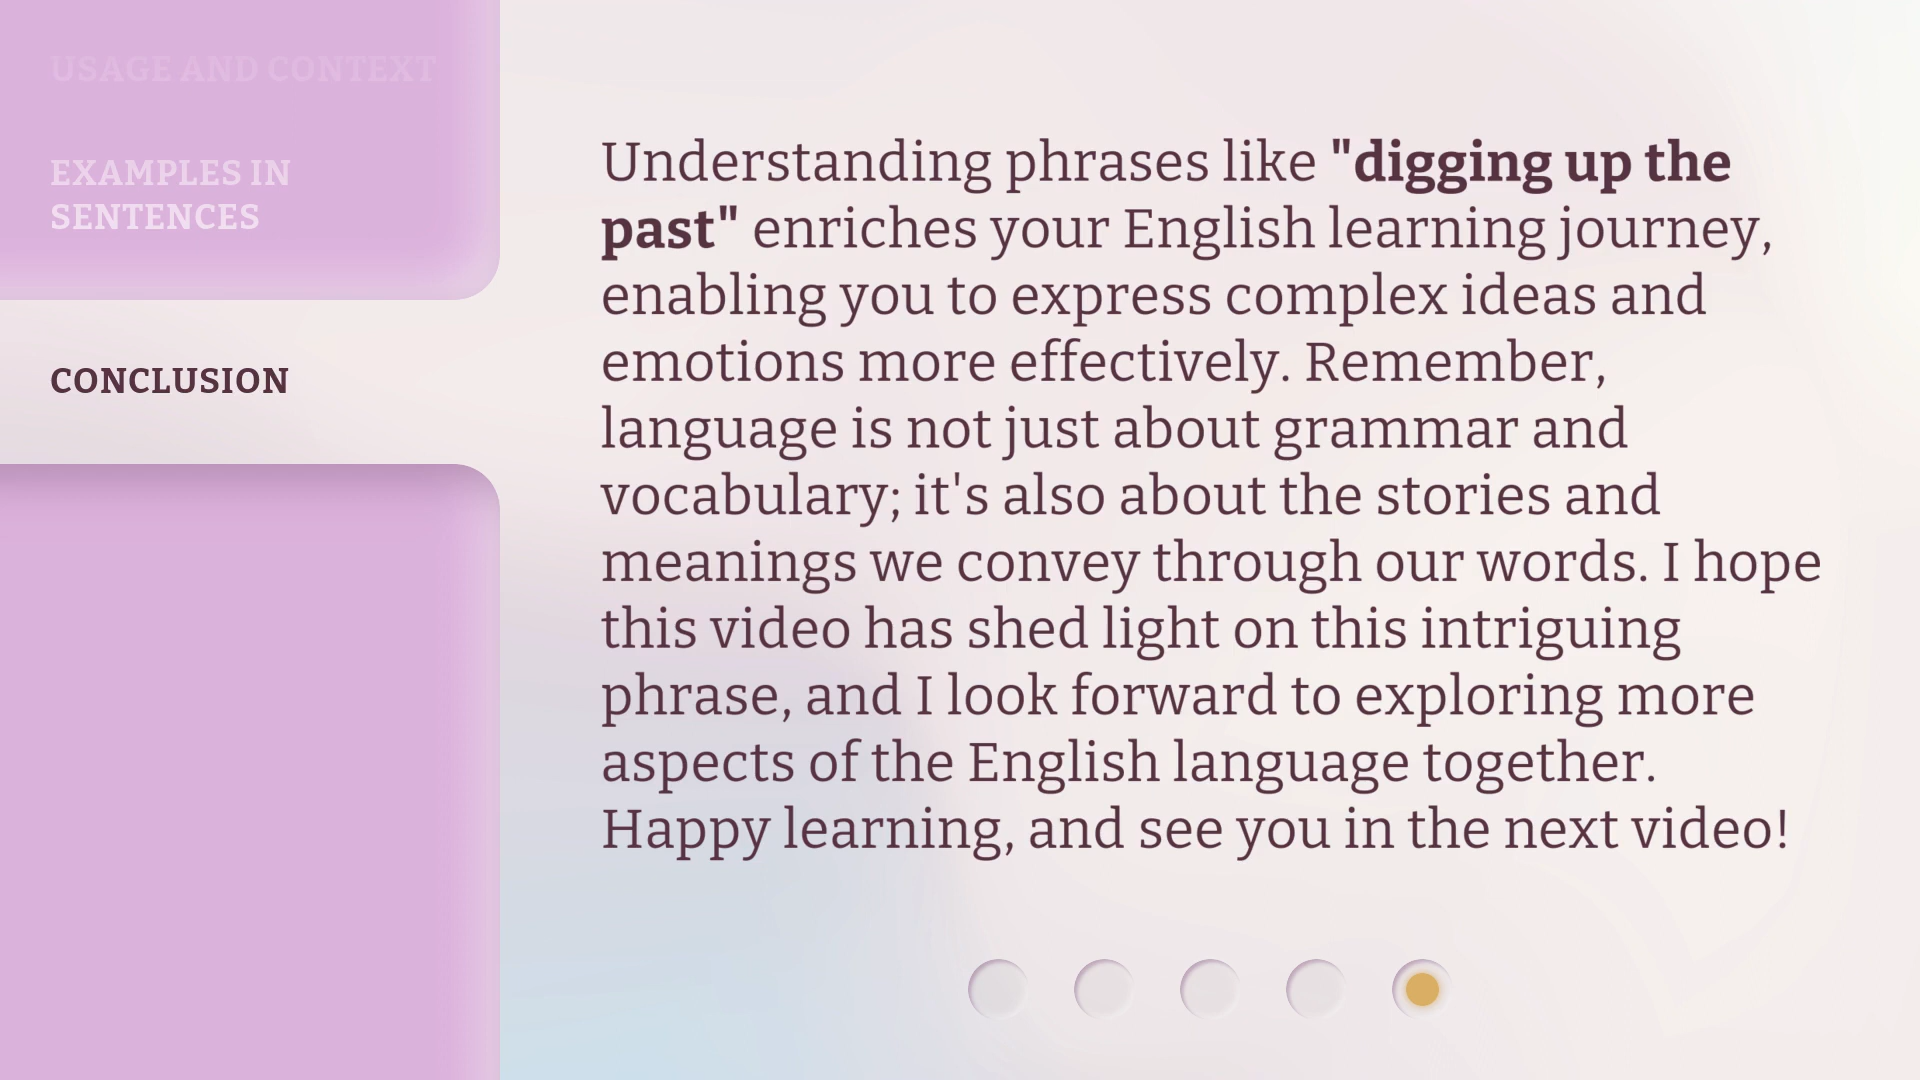 USAGE AND CONTEXT
EXAMPLES IN
SENTENCES
CONCLUSION
Understanding phrases like "digging up the
past" enriches your English learning journey,
enabling you to express complex ideas and
emotions more effectively. Remember,
language is not just about grammar and
vocabulary; it's also about the stories and
meanings we convey through our words. I hope
this video has shed light on this intriguing
phrase, and I look forward to exploring more
aspects of the English language together.
Happy learning, and see you in the next video!